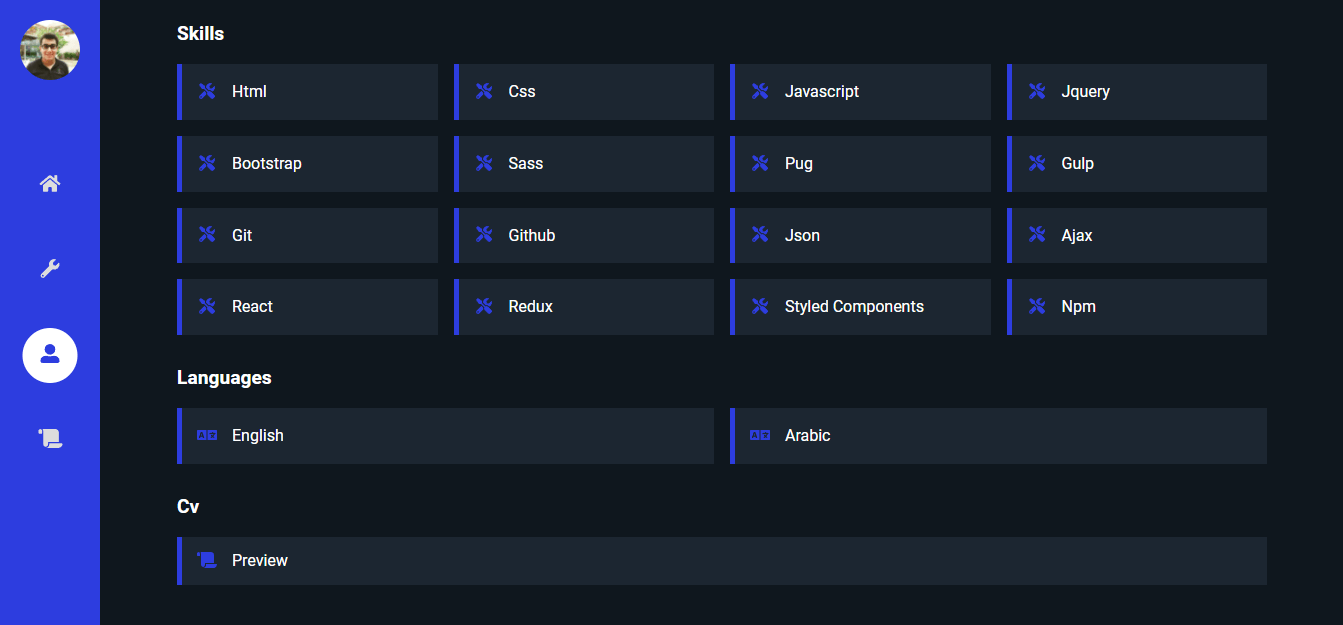 Skills
Html Css Javascript Jquery
Bootstrap Sass Pug Gulp
Git Github Json Ajax
React Redux Styled Components Npm
Languages
English Arabic
Cv
Preview